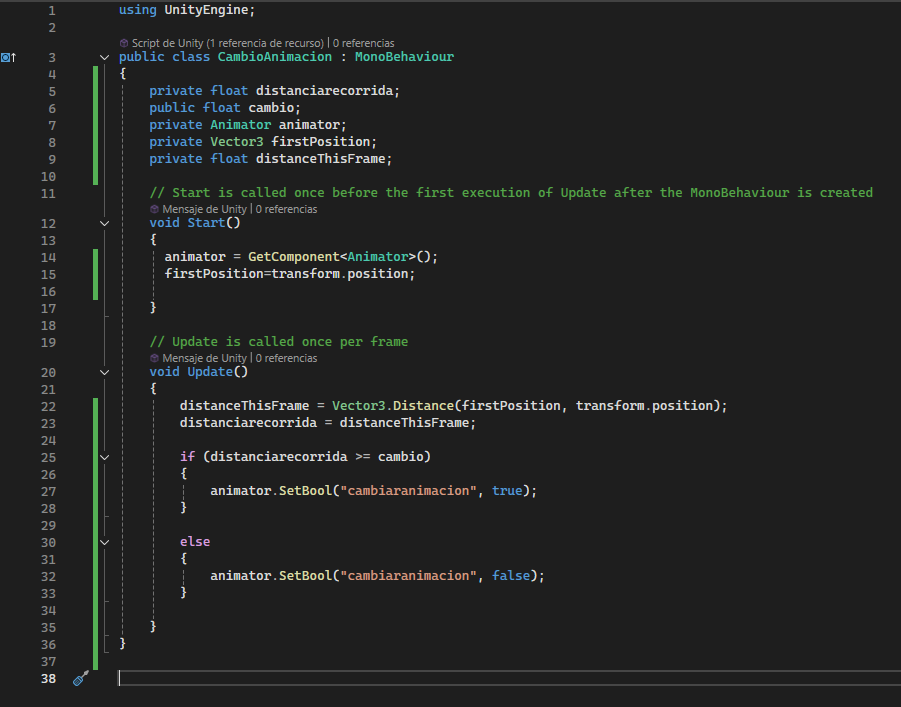 1 using UnityEngine;
2
Script de Unity (1 referencia de recurso) | 0 referencias
3 public class CambioAnimacion : MonoBehaviour
4 {
5 private float distanciarecorrida;
6 public float cambio;
7 private Animator animator;
8 private Vector3 firstPosition;
9 private float distanceThisFrame;
10
11 // Start is called once before the first execution of Update after the MonoBehaviour is created
Mensaje de Unity | 0 referencias
12 void Start()
13 {
14 animator = GetComponent<Animator>();
15 firstPosition=transform.position;
16
17 }
18
19 // Update is called once per frame
Mensaje de Unity | 0 referencias
20 void Update()
21 {
22 distanceThisFrame = Vector3.Distance(firstPosition, transform.position);
23 distanciarecorrida = distanceThisFrame;
24
25 if (distanciarecorrida >= cambio)
26 {
27 animator.SetBool("cambiaranimacion", true);
28 }
29
30 else
31 {
32 animator.SetBool("cambiaranimacion", false);
33 }
34
35 }
36 }
37
38